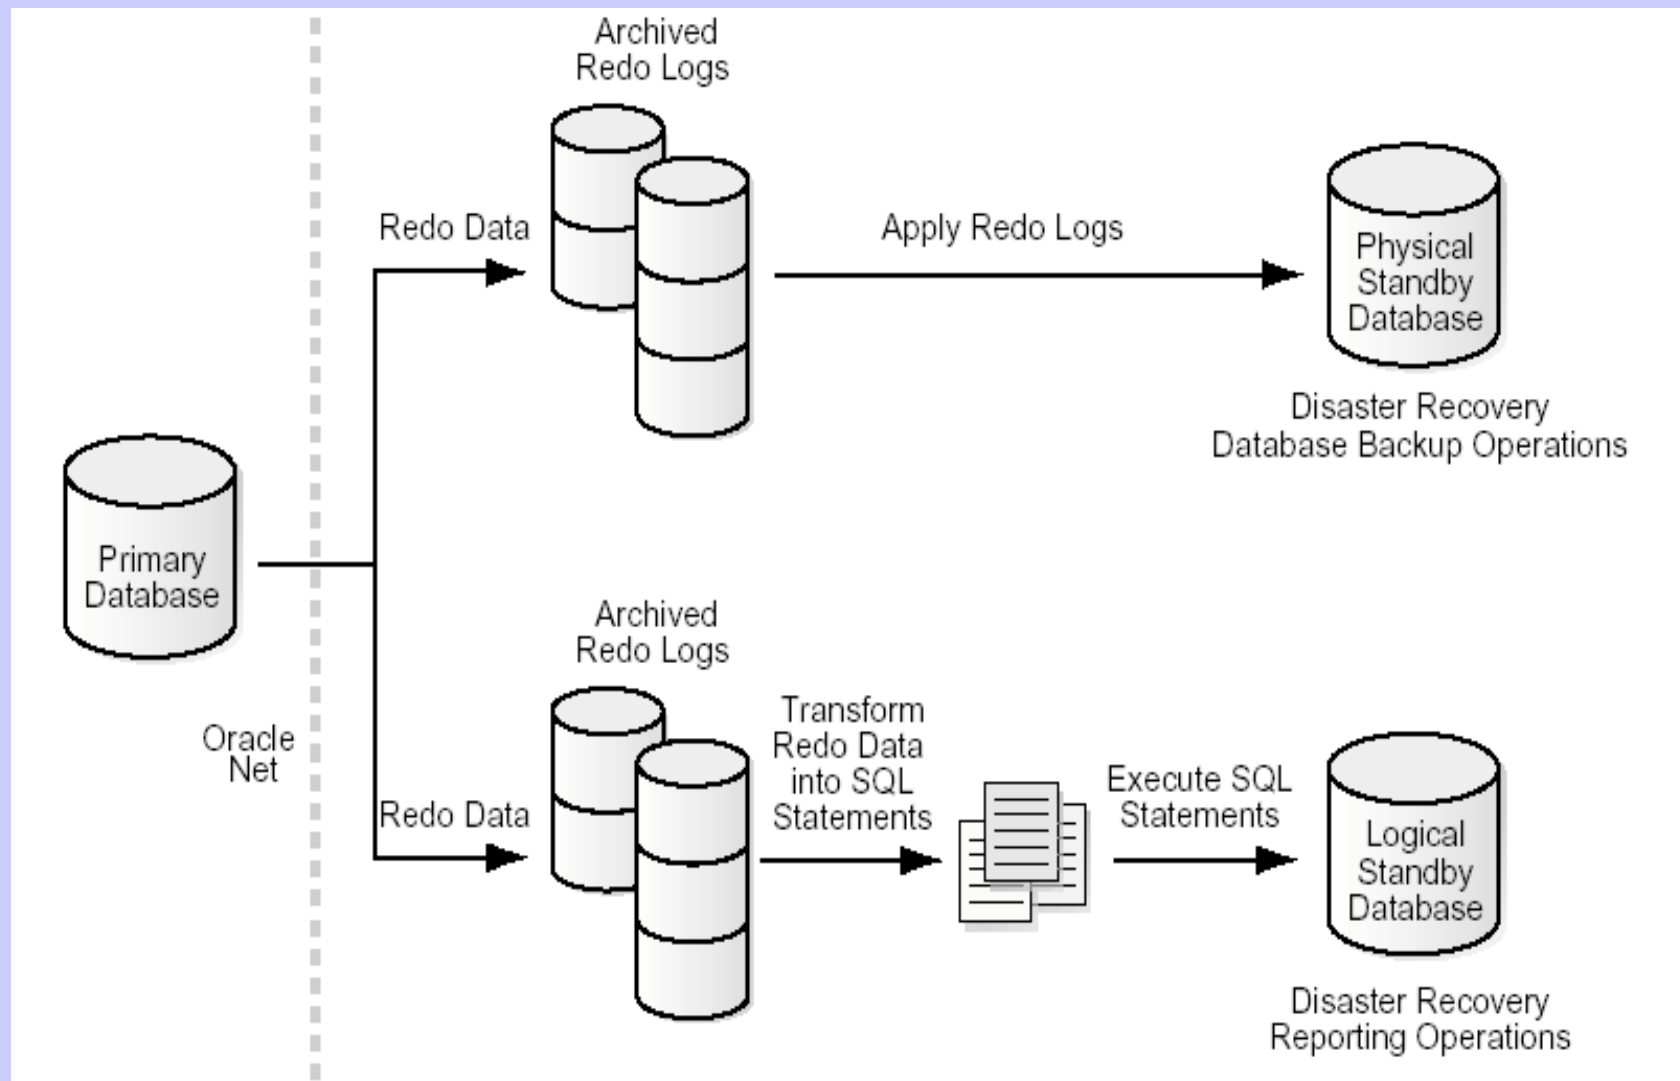 Archived
Redo Logs
Redo Data
Apply Redo Logs
Physical
Standby
Database
Disaster Recovery
Database Backup Operations
Primary
Database
Oracle
Net
Archived
Redo Logs
Redo Data
Transform
Redo Data
into SQL
Statements
Execute SQL
Statements
Logical
Standby
Database
Disaster Recovery
Reporting Operations